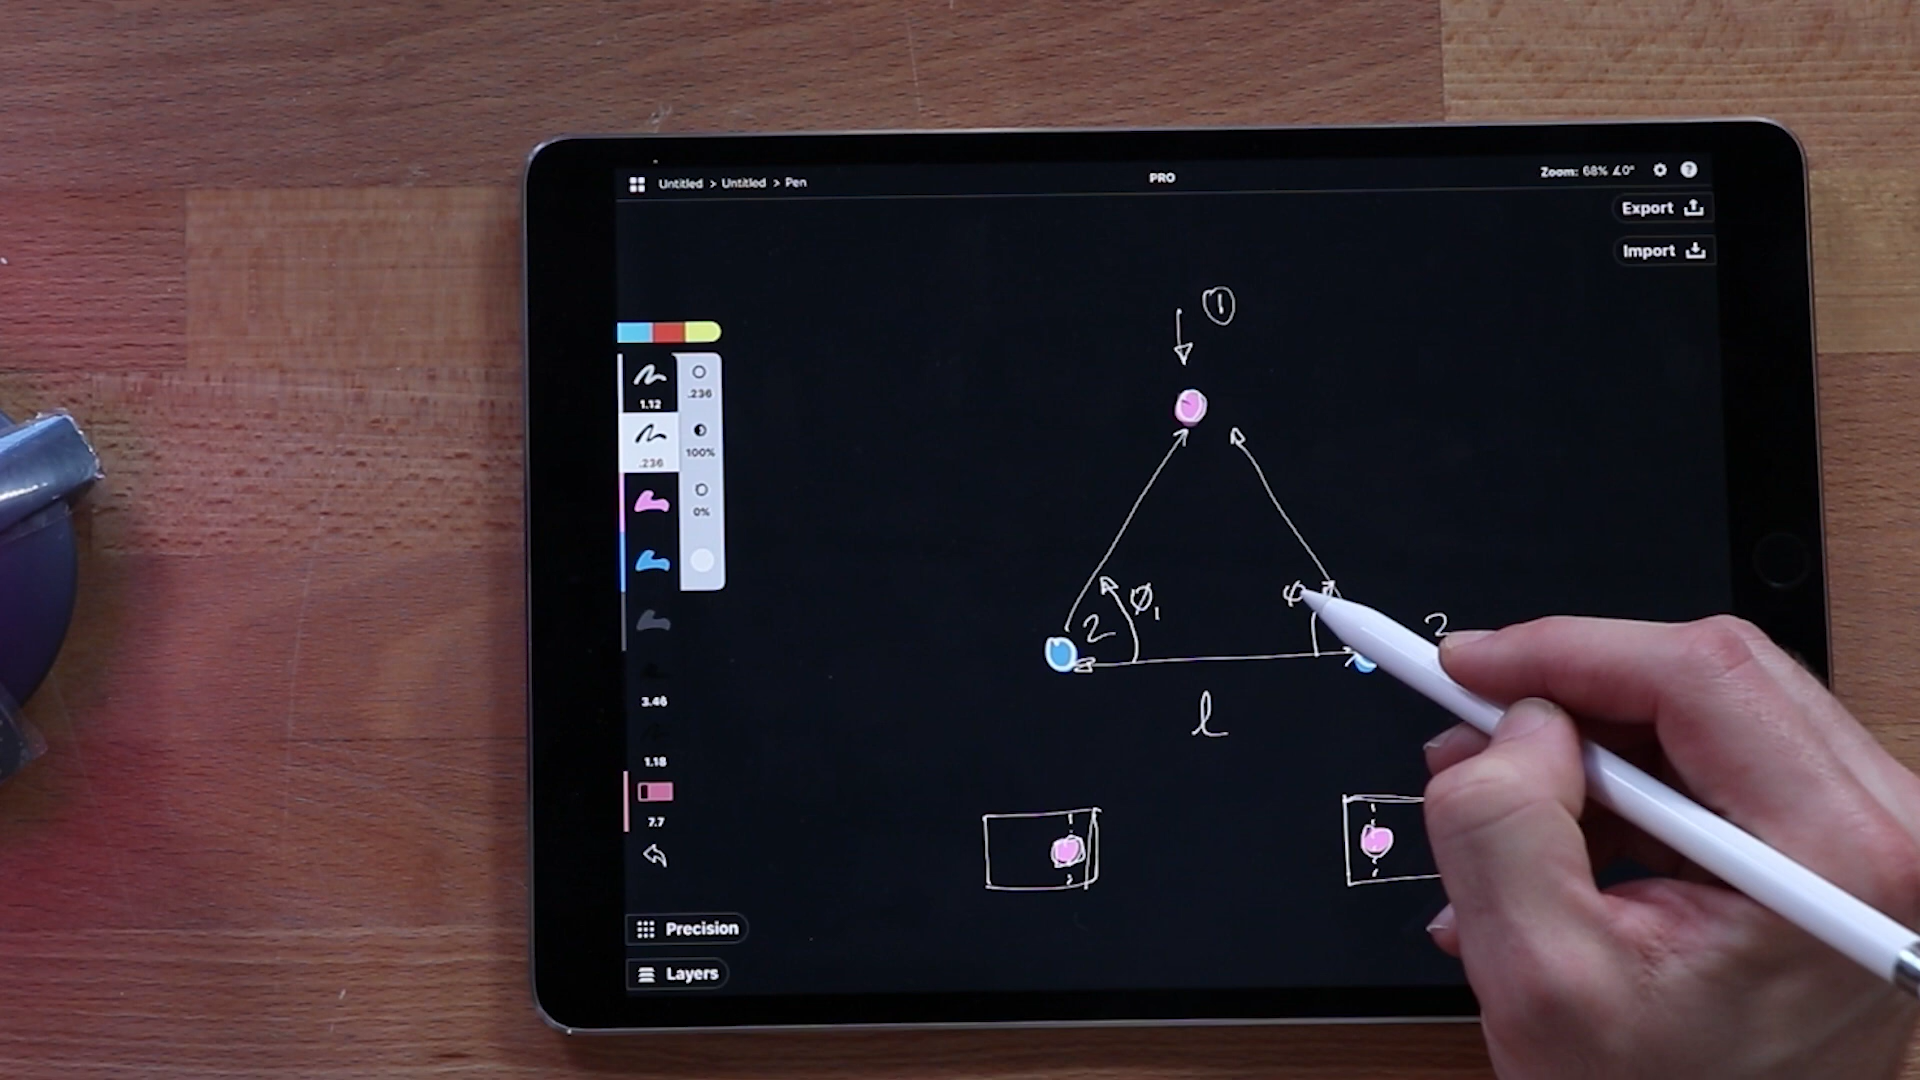 Untitled > Untitled > Pen
PRO
Zoom: 68% ∡0°
Export
Import
1
1.12
.236
.236
100%
0%
2 Ø₁
Ø
2
l
3.46
1.18
7.7
Precision
Layers